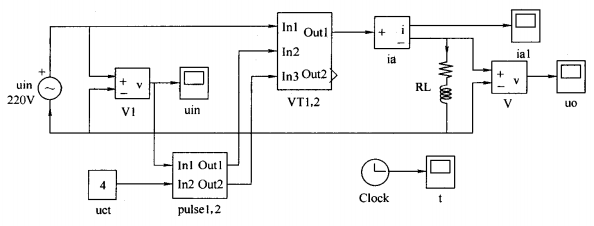 In1 Out1
In2
In3 Out2
VT1,2
+
−
i
ia
ia1
uin
220V
+
∼
+
−
v
V1
uin
RL
+
−
v
V
uo
4
uct
In1 Out1
In2 Out2
pulse1,2
Clock
t